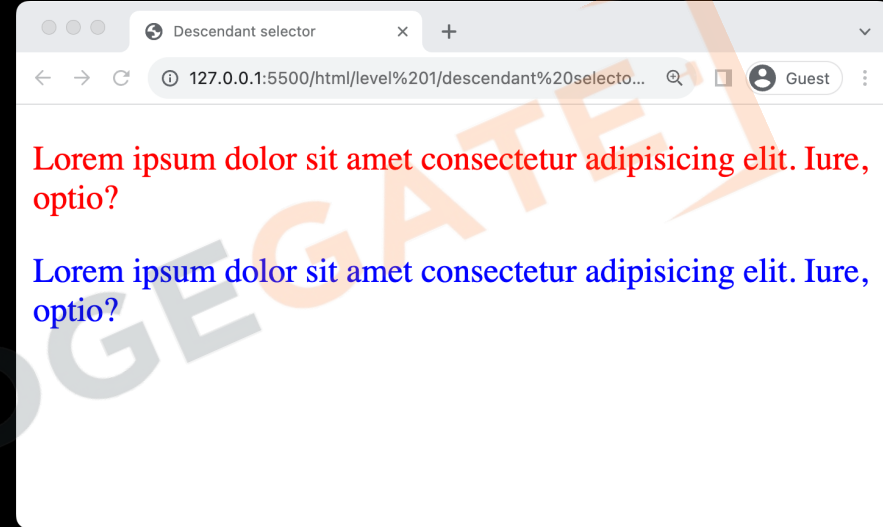 Descendant selector
127.0.0.1:5500/html/level%201/descendant%20selecto...
Guest
Lorem ipsum dolor sit amet consectetur adipisicing elit. Iure,
optio?
Lorem ipsum dolor sit amet consectetur adipisicing elit. Iure,
optio?
OGEGATE